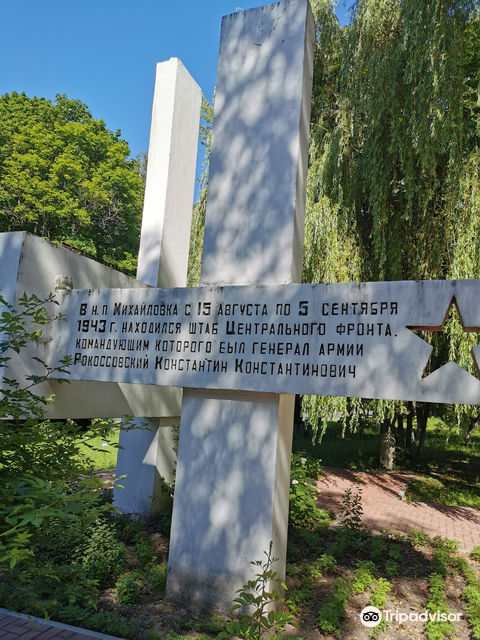 В н.п. Михайловка с 15 августа по 5 сентября
1943 г. находился штаб Центрального фронта.
командующим которого был генерал армии
Рокоссовский Константин Константинович
Tripadvisor